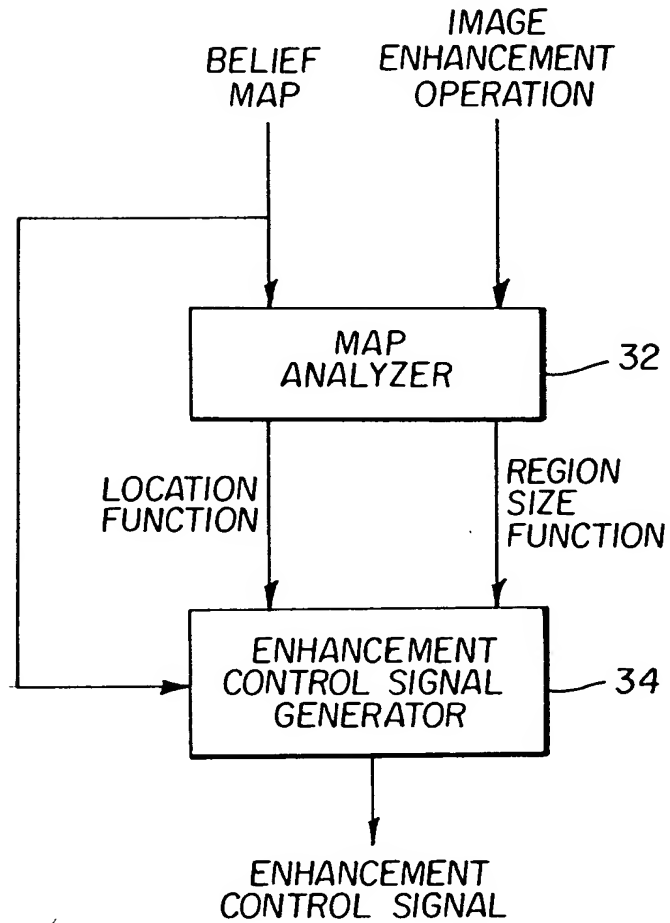 BELIEF
MAP
IMAGE
ENHANCEMENT
OPERATION
MAP
ANALYZER
32
LOCATION
FUNCTION
REGION
SIZE
FUNCTION
ENHANCEMENT
CONTROL SIGNAL
GENERATOR
34
ENHANCEMENT
CONTROL SIGNAL